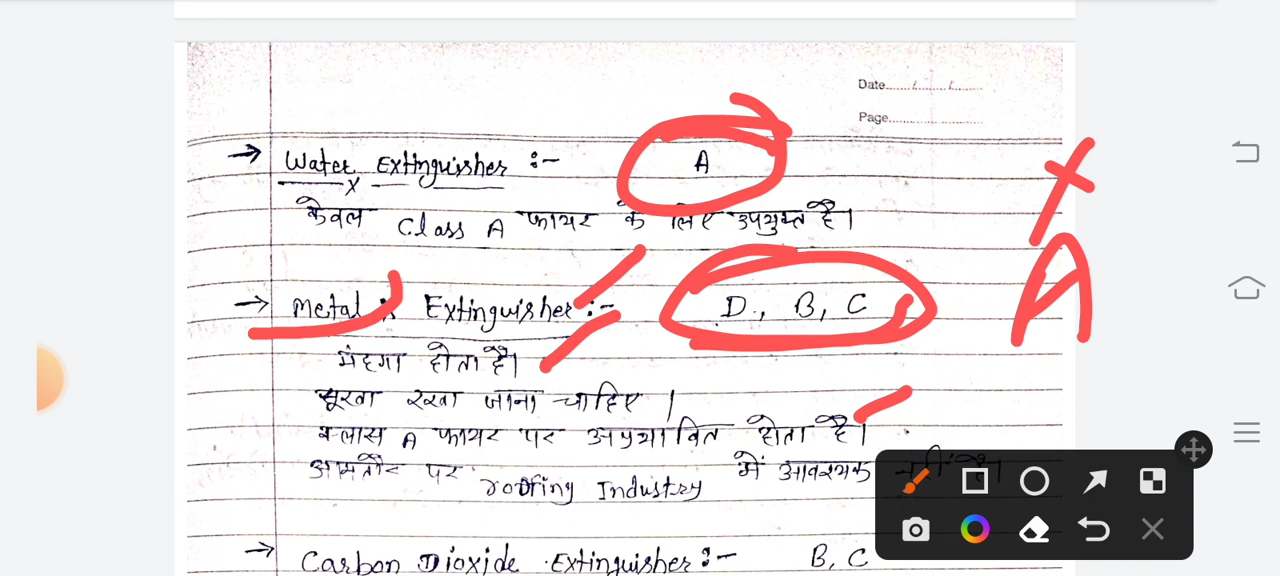 Date
Page
→ Water Extinguisher :- A
केवल Class A फायर के लिए उपयुक्त है।
→ Metal X Extinguisher :- D, B, C
मंहगा होता है।
सूखा रखा जाना चाहिए।
क्लास A फायर पर अप्रभावित होता है।
आमतौर पर roofing Industry में आवश्यक
→ Carbon Dioxide Extinguisher :- B, C
A